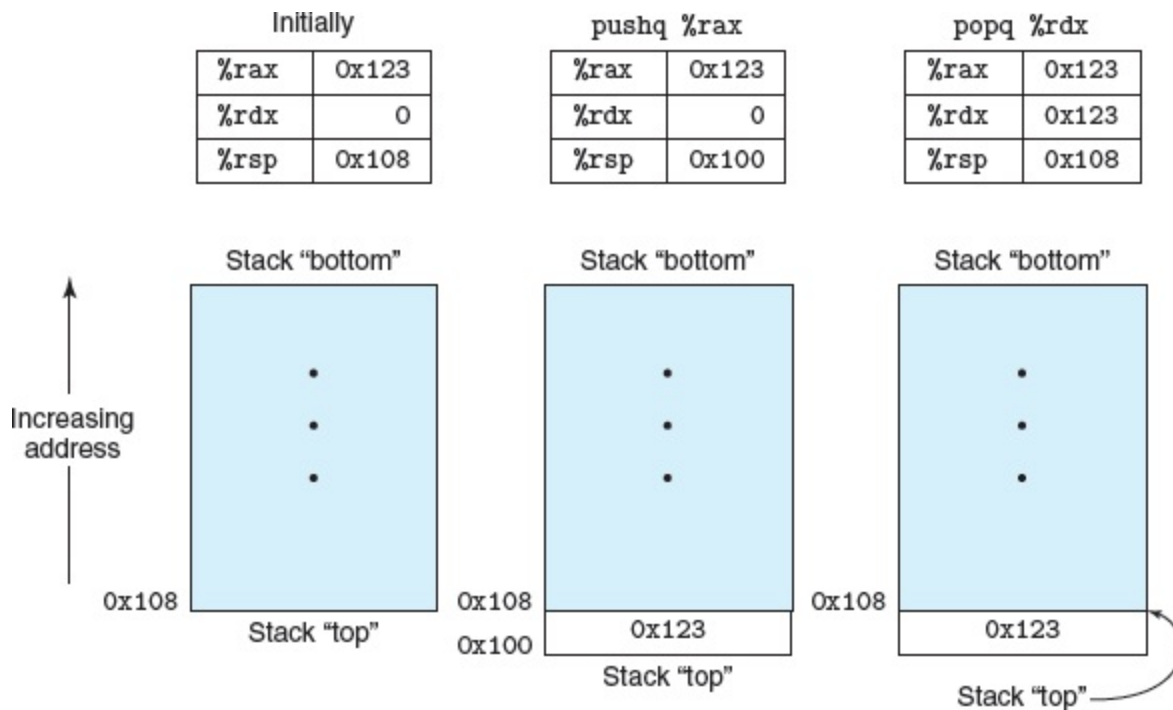 Initially
%rax 0x123
%rdx 0
%rsp 0x108
pushq %rax
%rax 0x123
%rdx 0
%rsp 0x100
popq %rdx
%rax 0x123
%rdx 0x123
%rsp 0x108
Increasing
address
Stack “bottom”
0x108
Stack “top”
Stack “bottom”
0x108
0x100
0x123
Stack “top”
Stack “bottom”
0x108
0x123
Stack “top”